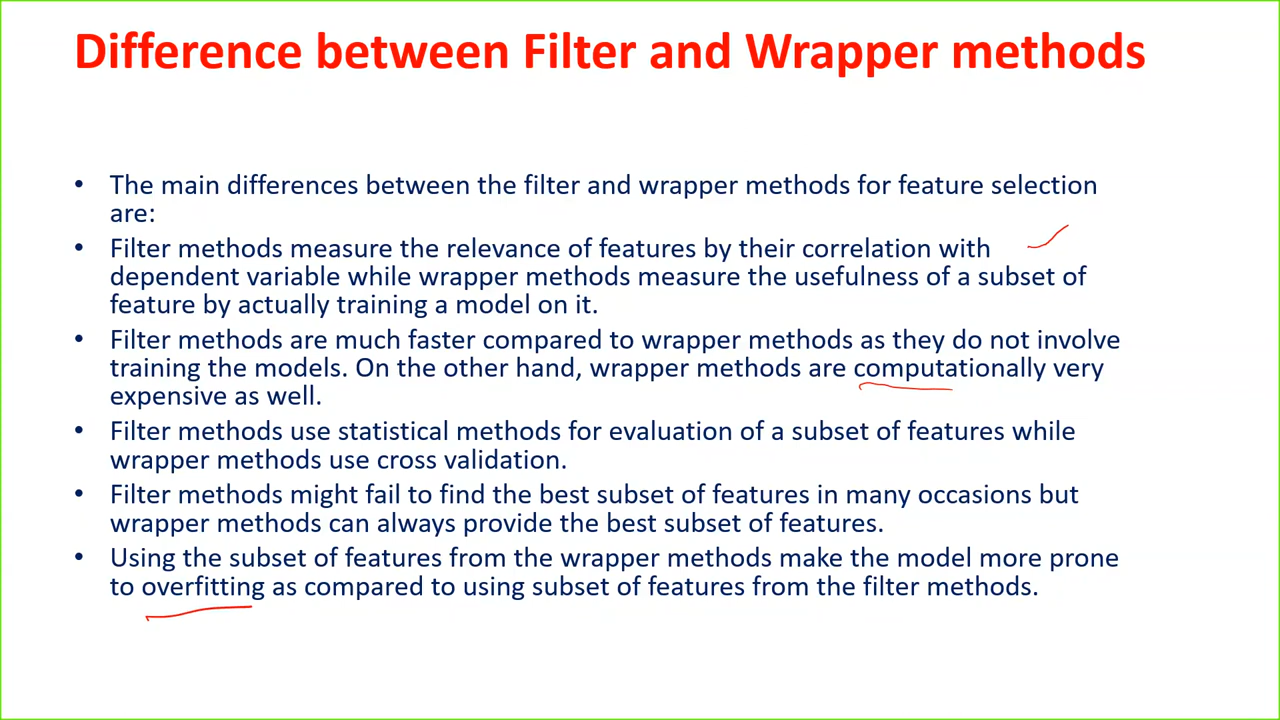 Difference between Filter and Wrapper methods
• The main differences between the filter and wrapper methods for feature selection
are:
• Filter methods measure the relevance of features by their correlation with
dependent variable while wrapper methods measure the usefulness of a subset of
feature by actually training a model on it.
• Filter methods are much faster compared to wrapper methods as they do not involve
training the models. On the other hand, wrapper methods are computationally very
expensive as well.
• Filter methods use statistical methods for evaluation of a subset of features while
wrapper methods use cross validation.
• Filter methods might fail to find the best subset of features in many occasions but
wrapper methods can always provide the best subset of features.
• Using the subset of features from the wrapper methods make the model more prone
to overfitting as compared to using subset of features from the filter methods.